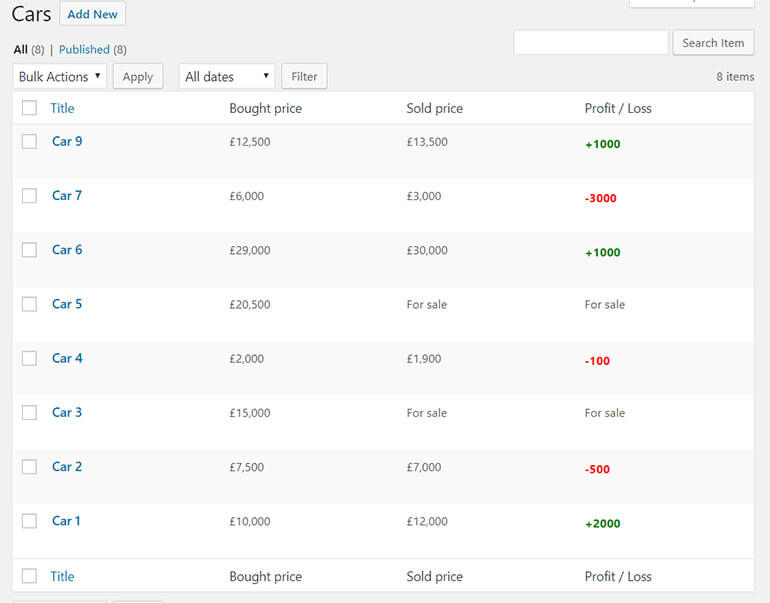 Cars Add New
All (8) | Published (8)
Search Item
Bulk Actions Apply All dates Filter 8 items
Title Bought price Sold price Profit / Loss
Car 9 £12,500 £13,500 +1000
Car 7 £6,000 £3,000 -3000
Car 6 £29,000 £30,000 +1000
Car 5 £20,500 For sale For sale
Car 4 £2,000 £1,900 -100
Car 3 £15,000 For sale For sale
Car 2 £7,500 £7,000 -500
Car 1 £10,000 £12,000 +2000
Title Bought price Sold price Profit / Loss